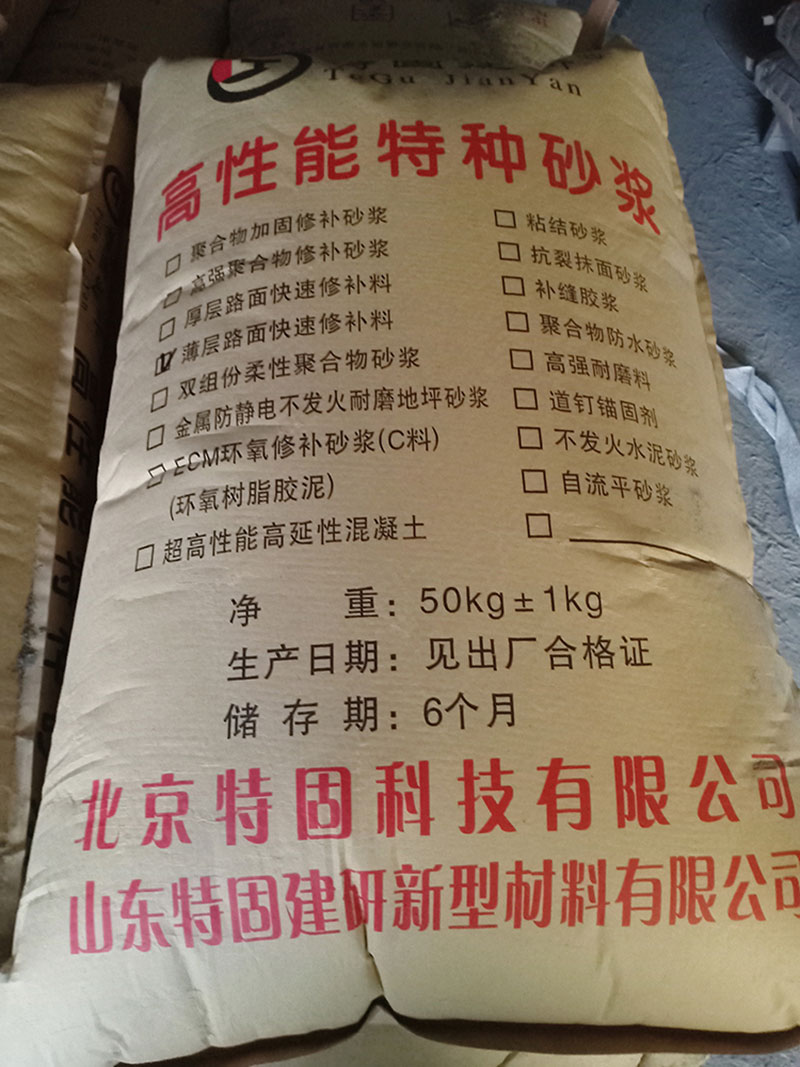 TeGu JianYan
高性能特种砂浆
□ 聚合物加固修补砂浆
□ 高强聚合物修补砂浆
□ 厚层路面快速修补料
☑ 薄层路面快速修补料
□ 双组份柔性聚合物砂浆
□ 金属防静电不发火耐磨地坪砂浆
□ ECM环氧修补砂浆(C料)
(环氧树脂胶泥)
□ 超高性能高延性混凝土
□ 粘结砂浆
□ 抗裂抹面砂浆
□ 补缝胶浆
□ 聚合物防水砂浆
□ 高强耐磨料
□ 道钉锚固剂
□ 不发火水泥砂浆
□ 自流平砂浆
□
净 重：50kg±1kg
生产日期：见出厂合格证
储存期：6个月
北京特固科技有限公司
山东特固建研新型材料有限公司